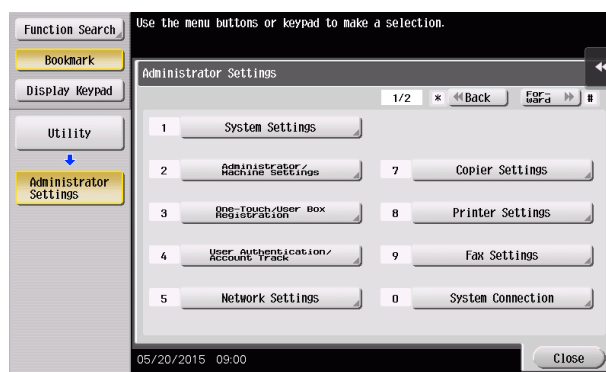 Function Search
Bookmark
Display Keypad
Utility
Administrator
Settings
Use the menu buttons or keypad to make a selection.
Administrator Settings
1/2 * Back For-
ward #
1 System Settings
2 Administrator/
Machine Settings
7 Copier Settings
3 One-Touch/User Box
Registration
8 Printer Settings
4 User Authentication/
Account Track
9 Fax Settings
5 Network Settings
0 System Connection
05/20/2015 09:00
Close